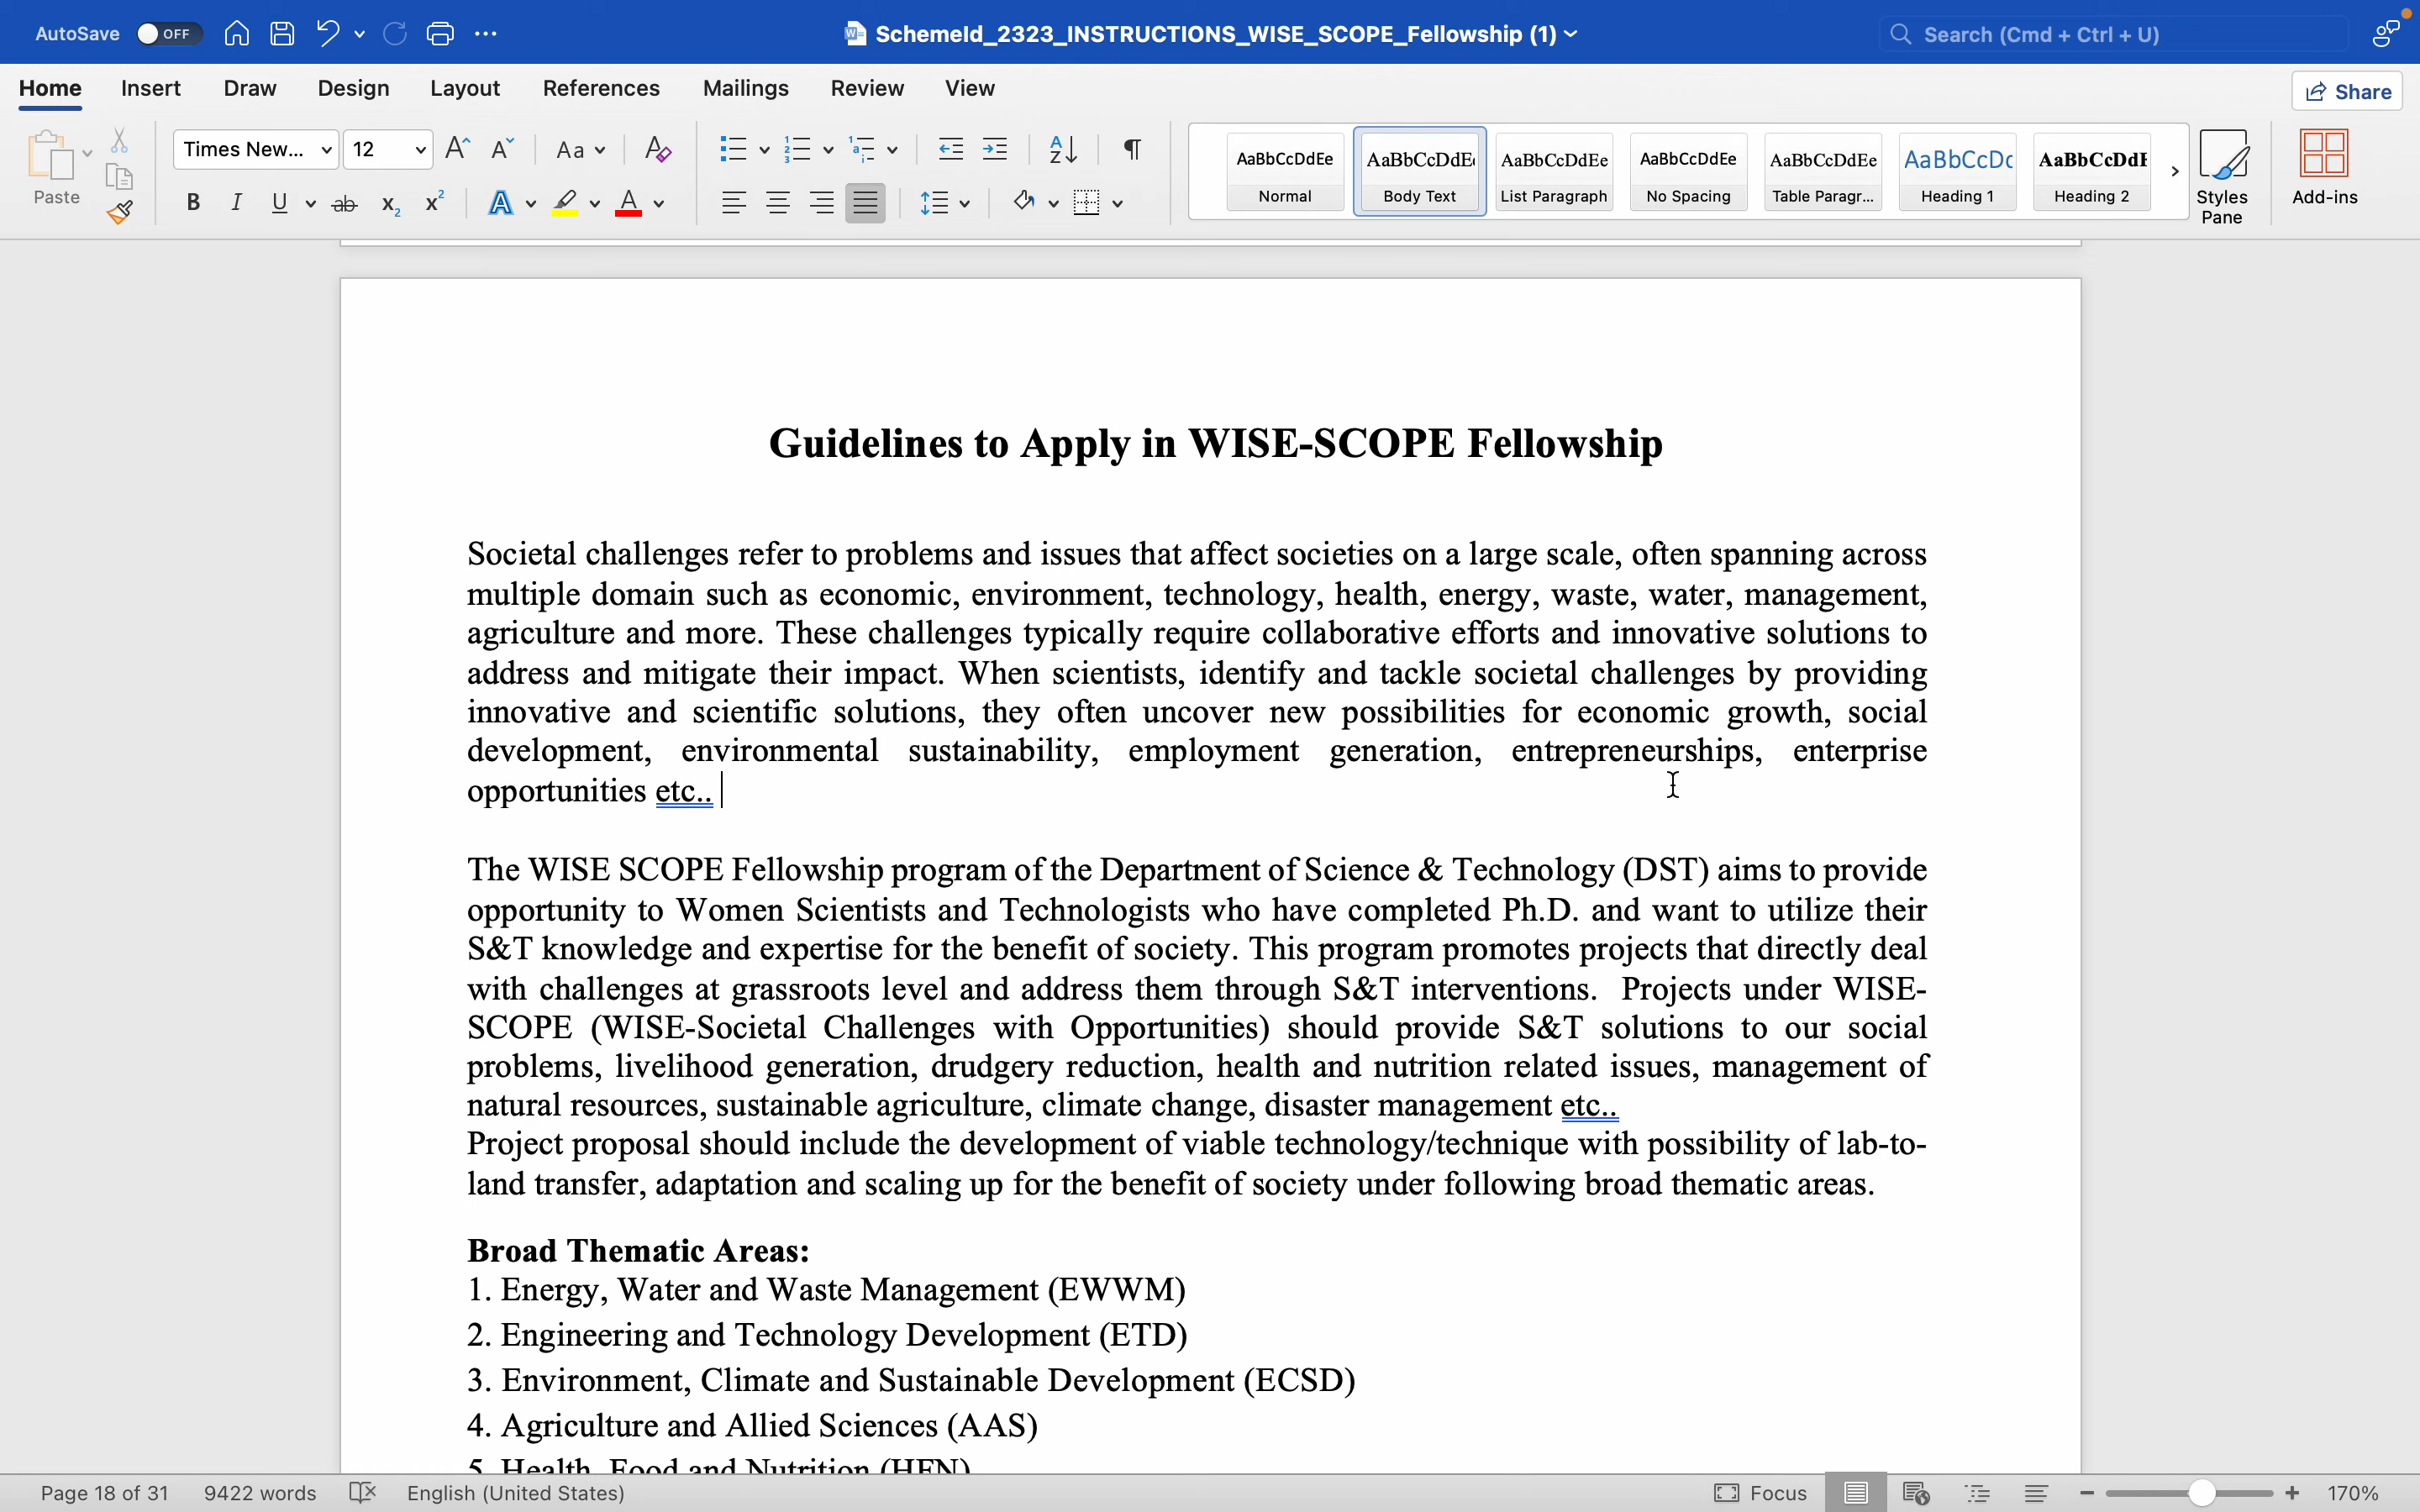 AutoSave OFF SchemeId_2323_INSTRUCTIONS_WISE_SCOPE_Fellowship (1) Search (Cmd + Ctrl + U)
Home Insert Draw Design Layout References Mailings Review View Share
Paste Times New... 12 Aa
B I U ab x₂ x² A A
AaBbCcDdEe AaBbCcDdEe AaBbCcDdEe AaBbCcDdEe AaBbCcDdEe AaBbCcDc AaBbCcDdE
Normal Body Text List Paragraph No Spacing Table Paragr... Heading 1 Heading 2
Styles Pane Add-ins
Guidelines to Apply in WISE-SCOPE Fellowship
Societal challenges refer to problems and issues that affect societies on a large scale, often spanning across
multiple domain such as economic, environment, technology, health, energy, waste, water, management,
agriculture and more. These challenges typically require collaborative efforts and innovative solutions to
address and mitigate their impact. When scientists, identify and tackle societal challenges by providing
innovative and scientific solutions, they often uncover new possibilities for economic growth, social
development, environmental sustainability, employment generation, entrepreneurships, enterprise
opportunities etc..
The WISE SCOPE Fellowship program of the Department of Science & Technology (DST) aims to provide
opportunity to Women Scientists and Technologists who have completed Ph.D. and want to utilize their
S&T knowledge and expertise for the benefit of society. This program promotes projects that directly deal
with challenges at grassroots level and address them through S&T interventions. Projects under WISE-
SCOPE (WISE-Societal Challenges with Opportunities) should provide S&T solutions to our social
problems, livelihood generation, drudgery reduction, health and nutrition related issues, management of
natural resources, sustainable agriculture, climate change, disaster management etc..
Project proposal should include the development of viable technology/technique with possibility of lab-to-
land transfer, adaptation and scaling up for the benefit of society under following broad thematic areas.
Broad Thematic Areas:
1. Energy, Water and Waste Management (EWWM)
2. Engineering and Technology Development (ETD)
3. Environment, Climate and Sustainable Development (ECSD)
4. Agriculture and Allied Sciences (AAS)
5. Health, Food and Nutrition (HFN)
Page 18 of 31 9422 words English (United States) Focus 170%